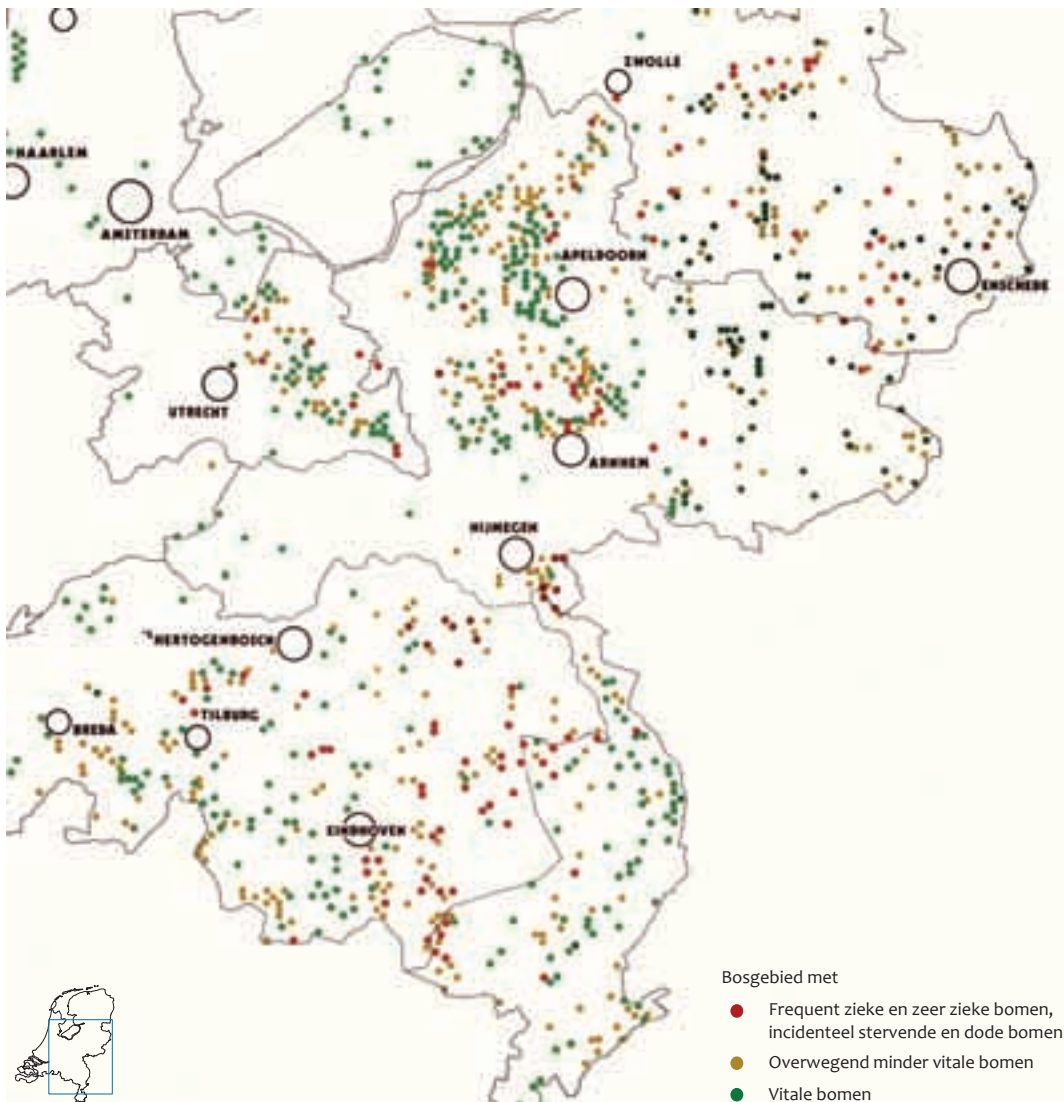 ZWOLLE
HAARLEM
AMSTERDAM
APELDOORN
ENSCHEDE
UTRECHT
ARNHEM
NIJMEGEN
'S HERTOGENBOSCH
TILBURG
BREDA
EINDHOVEN
Bosgebied met
Frequent zieke en zeer zieke bomen,
incidenteel stervende en dode bomen
Overwegend minder vitale bomen
Vitale bomen